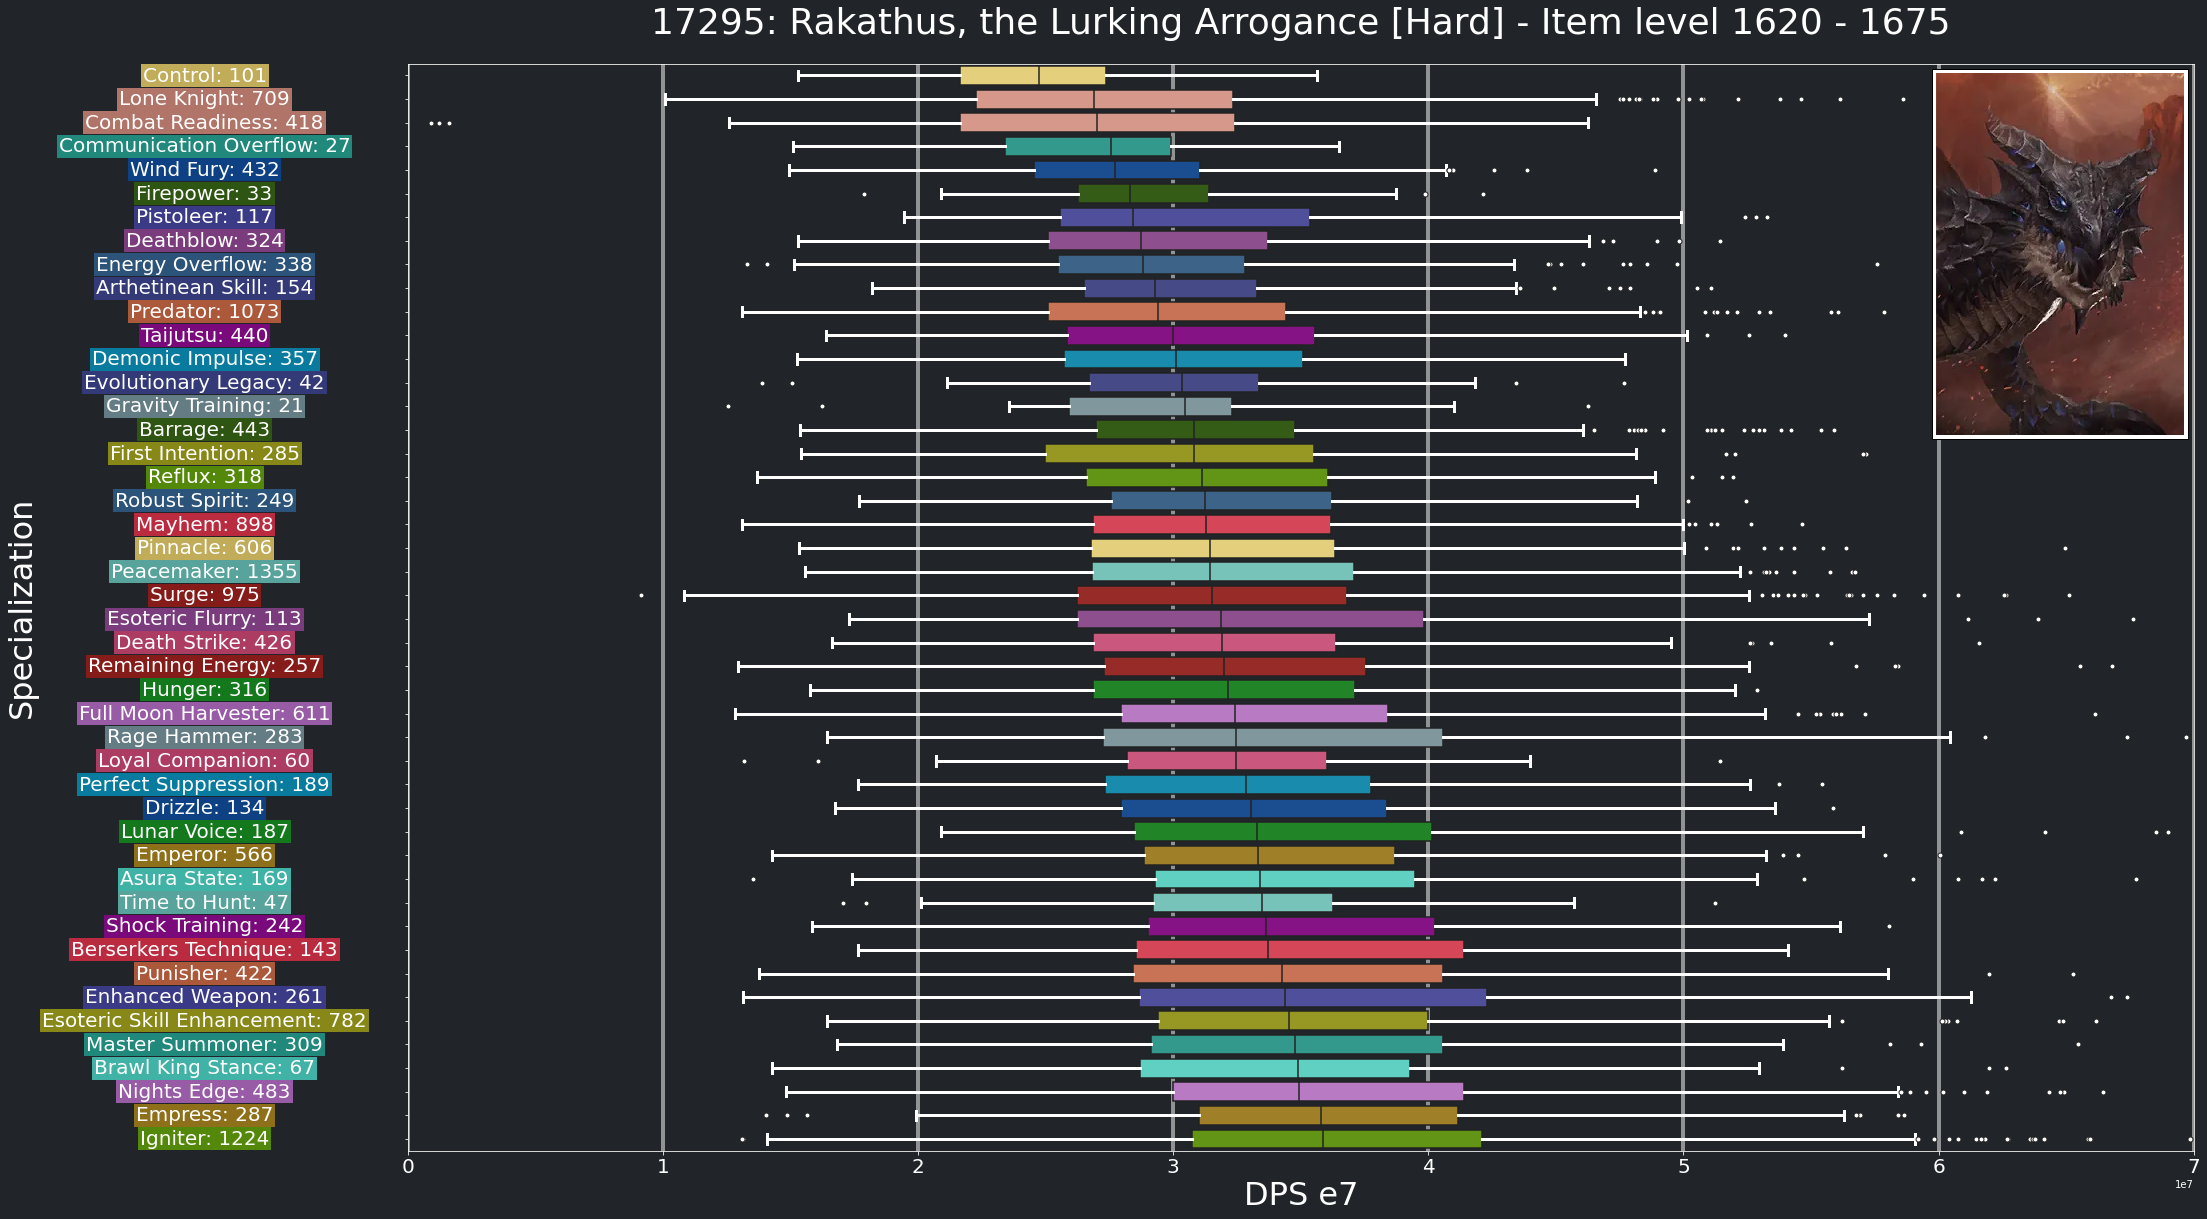 17295: Rakathus, the Lurking Arrogance [Hard] - Item level 1620 - 1675
Specialization
Control: 101
Lone Knight: 709
Combat Readiness: 418
Communication Overflow: 27
Wind Fury: 432
Firepower: 33
Pistoleer: 117
Deathblow: 324
Energy Overflow: 338
Arthetinean Skill: 154
Predator: 1073
Taijutsu: 440
Demonic Impulse: 357
Evolutionary Legacy: 42
Gravity Training: 21
Barrage: 443
First Intention: 285
Reflux: 318
Robust Spirit: 249
Mayhem: 898
Pinnacle: 606
Peacemaker: 1355
Surge: 975
Esoteric Flurry: 113
Death Strike: 426
Remaining Energy: 257
Hunger: 316
Full Moon Harvester: 611
Rage Hammer: 283
Loyal Companion: 60
Perfect Suppression: 189
Drizzle: 134
Lunar Voice: 187
Emperor: 566
Asura State: 169
Time to Hunt: 47
Shock Training: 242
Berserkers Technique: 143
Punisher: 422
Enhanced Weapon: 261
Esoteric Skill Enhancement: 782
Master Summoner: 309
Brawl King Stance: 67
Nights Edge: 483
Empress: 287
Igniter: 1224
0 1 2 3 4 5 6 7
DPS e7
1e7